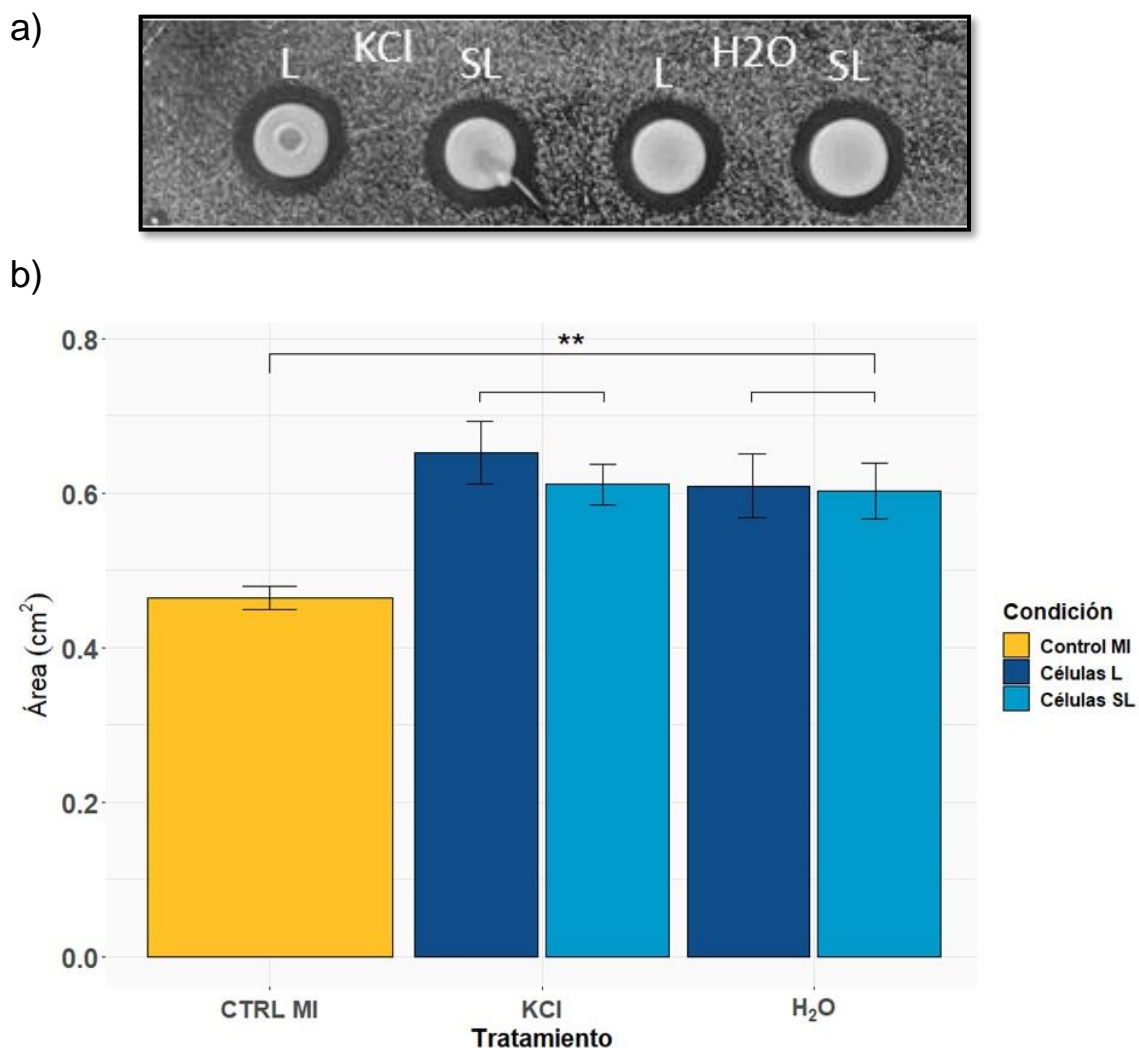 a)
KCl H2O
L SL L SL
b)
**
0.8
0.6
0.4
0.2
0.0
Área (cm²)
CTRL MI KCl H₂O
Tratamiento
Condición
Control MI
Células L
Células SL